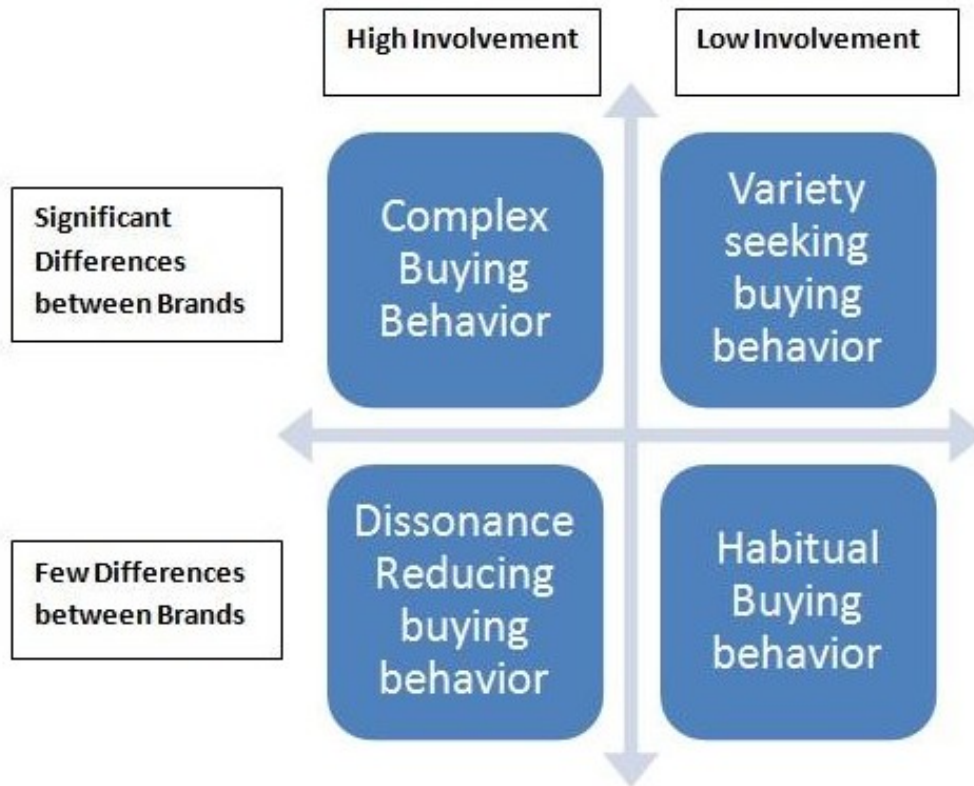 High Involvement
Low Involvement
Significant
Differences
between Brands
Complex
Buying
Behavior
Variety
seeking
buying
behavior
Few Differences
between Brands
Dissonance
Reducing
buying
behavior
Habitual
Buying
behavior